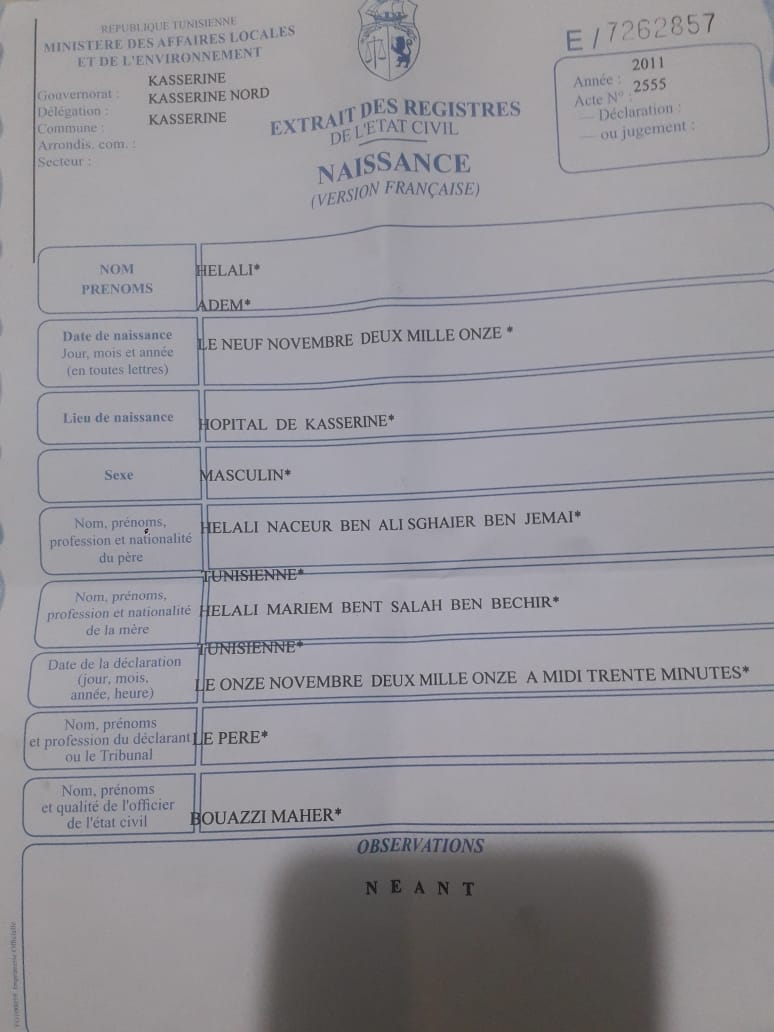 REPUBLIQUE TUNISIENNE
MINISTERE DES AFFAIRES LOCALES
ET DE L'ENVIRONNEMENT
Gouvernorat : KASSERINE
Délégation : KASSERINE NORD
Commune : KASSERINE
Arrondis. com. :
Secteur :
E / 7262857
Année : 2011
Acte N° : 2555
— Déclaration :
— ou jugement :
EXTRAIT DES REGISTRES
DE L'ETAT CIVIL
NAISSANCE
(VERSION FRANÇAISE)
NOM HELALI*
PRENOMS ADEM*
Date de naissance
Jour, mois et année
(en toutes lettres)
LE NEUF NOVEMBRE DEUX MILLE ONZE *
Lieu de naissance
HOPITAL DE KASSERINE*
Sexe
MASCULIN*
Nom, prénoms,
profession et nationalité
du père
HELALI NACEUR BEN ALI SGHAIER BEN JEMAI*
TUNISIENNE*
Nom, prénoms,
profession et nationalité
de la mère
HELALI MARIEM BENT SALAH BEN BECHIR*
TUNISIENNE*
Date de la déclaration
(jour, mois,
année, heure)
LE ONZE NOVEMBRE DEUX MILLE ONZE A MIDI TRENTE MINUTES*
Nom, prénoms
et profession du déclarant
ou le Tribunal
LE PERE*
Nom, prénoms
et qualité de l'officier
de l'état civil
BOUAZZI MAHER*
OBSERVATIONS
N E A N T
Imprimerie Officielle